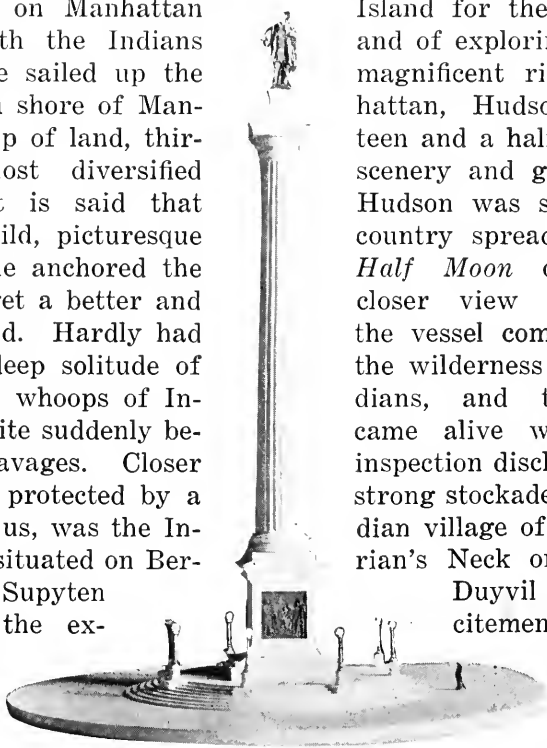 on Manhattan Island for the
th the Indians and of explorin
e sailed up the magnificent ri
shore of Man- hattan, Hudso
p of land, thir- teen and a hal
ost diversified scenery and g
t is said that Hudson was s
ild, picturesque country spread
e anchored the Half Moon o
et a better and closer view
d. Hardly had the vessel com
deep solitude of the wilderness
whoops of In- dians, and t
ite suddenly be- came alive w
avages. Closer inspection discl
protected by a strong stockade
us, was the In- dian village of
situated on Ber- rian's Neck or
Supyten Duyvil
the ex- citemen